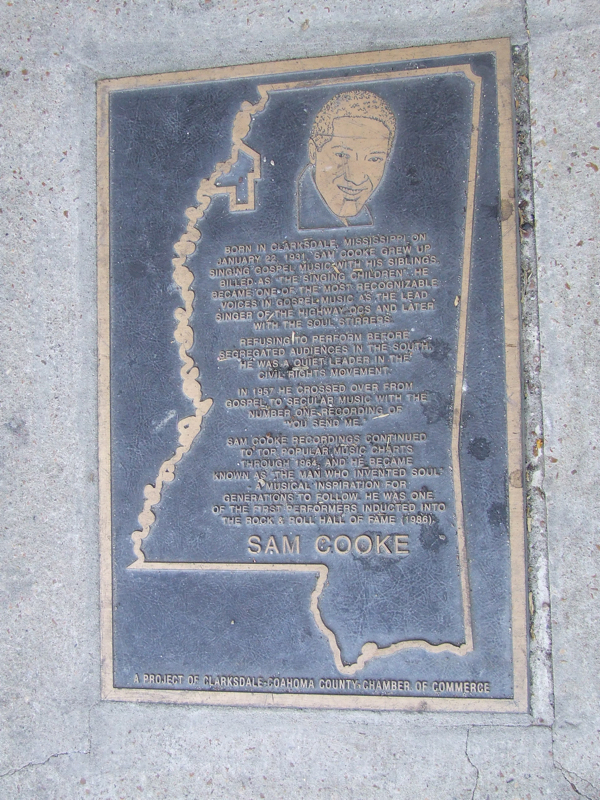 BORN IN CLARKSDALE, MISSISSIPPI ON
JANUARY 22, 1931, SAM COOKE GREW UP
SINGING GOSPEL MUSIC WITH HIS SIBLINGS,
BILLED AS "THE SINGING CHILDREN". HE
BECAME ONE OF THE MOST RECOGNIZABLE
VOICES IN GOSPEL MUSIC AS THE LEAD
SINGER OF THE HIGHWAY QCS AND LATER
WITH THE SOUL STIRRERS.
REFUSING TO PERFORM BEFORE
SEGREGATED AUDIENCES IN THE SOUTH,
HE WAS A QUIET LEADER IN THE
CIVIL RIGHTS MOVEMENT.
IN 1957 HE CROSSED OVER FROM
GOSPEL TO SECULAR MUSIC WITH THE
NUMBER ONE RECORDING OF
"YOU SEND ME."
SAM COOKE RECORDINGS CONTINUED
TO TOP POPULAR MUSIC CHARTS
THROUGH 1964, AND HE BECAME
KNOWN AS "THE MAN WHO INVENTED SOUL"
A MUSICAL INSPIRATION FOR
GENERATIONS TO FOLLOW. HE WAS ONE
OF THE FIRST PERFORMERS INDUCTED INTO
THE ROCK & ROLL HALL OF FAME (1986).
SAM COOKE
A PROJECT OF CLARKSDALE-COAHOMA COUNTY CHAMBER OF COMMERCE